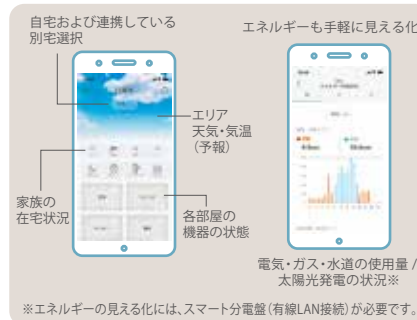 自宅および連携している
別宅選択
エリア
天気・気温
（予報）
家族の
在宅状況
各部屋の
機器の状態
エネルギーも手軽に見える化
電気・ガス・水道の使用量 /
太陽光発電の状況※
※エネルギーの見える化には、スマート分電盤（有線LAN接続）が必要です。